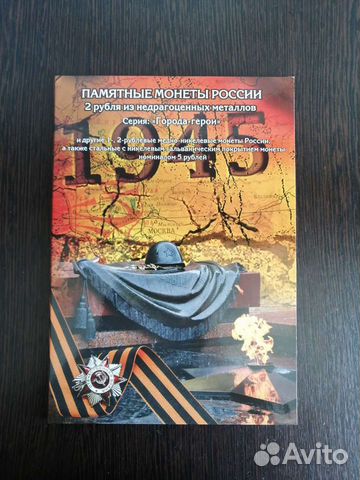 ПАМЯТНЫЕ МОНЕТЫ РОССИИ
2 рубля из недрагоценных металлов
Серия: «Города-герои»
и другие 1-, 2-рублевые медно-никелевые монеты России,
а также стальные с никелевым гальваническим покрытием монеты
номиналом 5 рублей
1945
МОСКВА
Avito